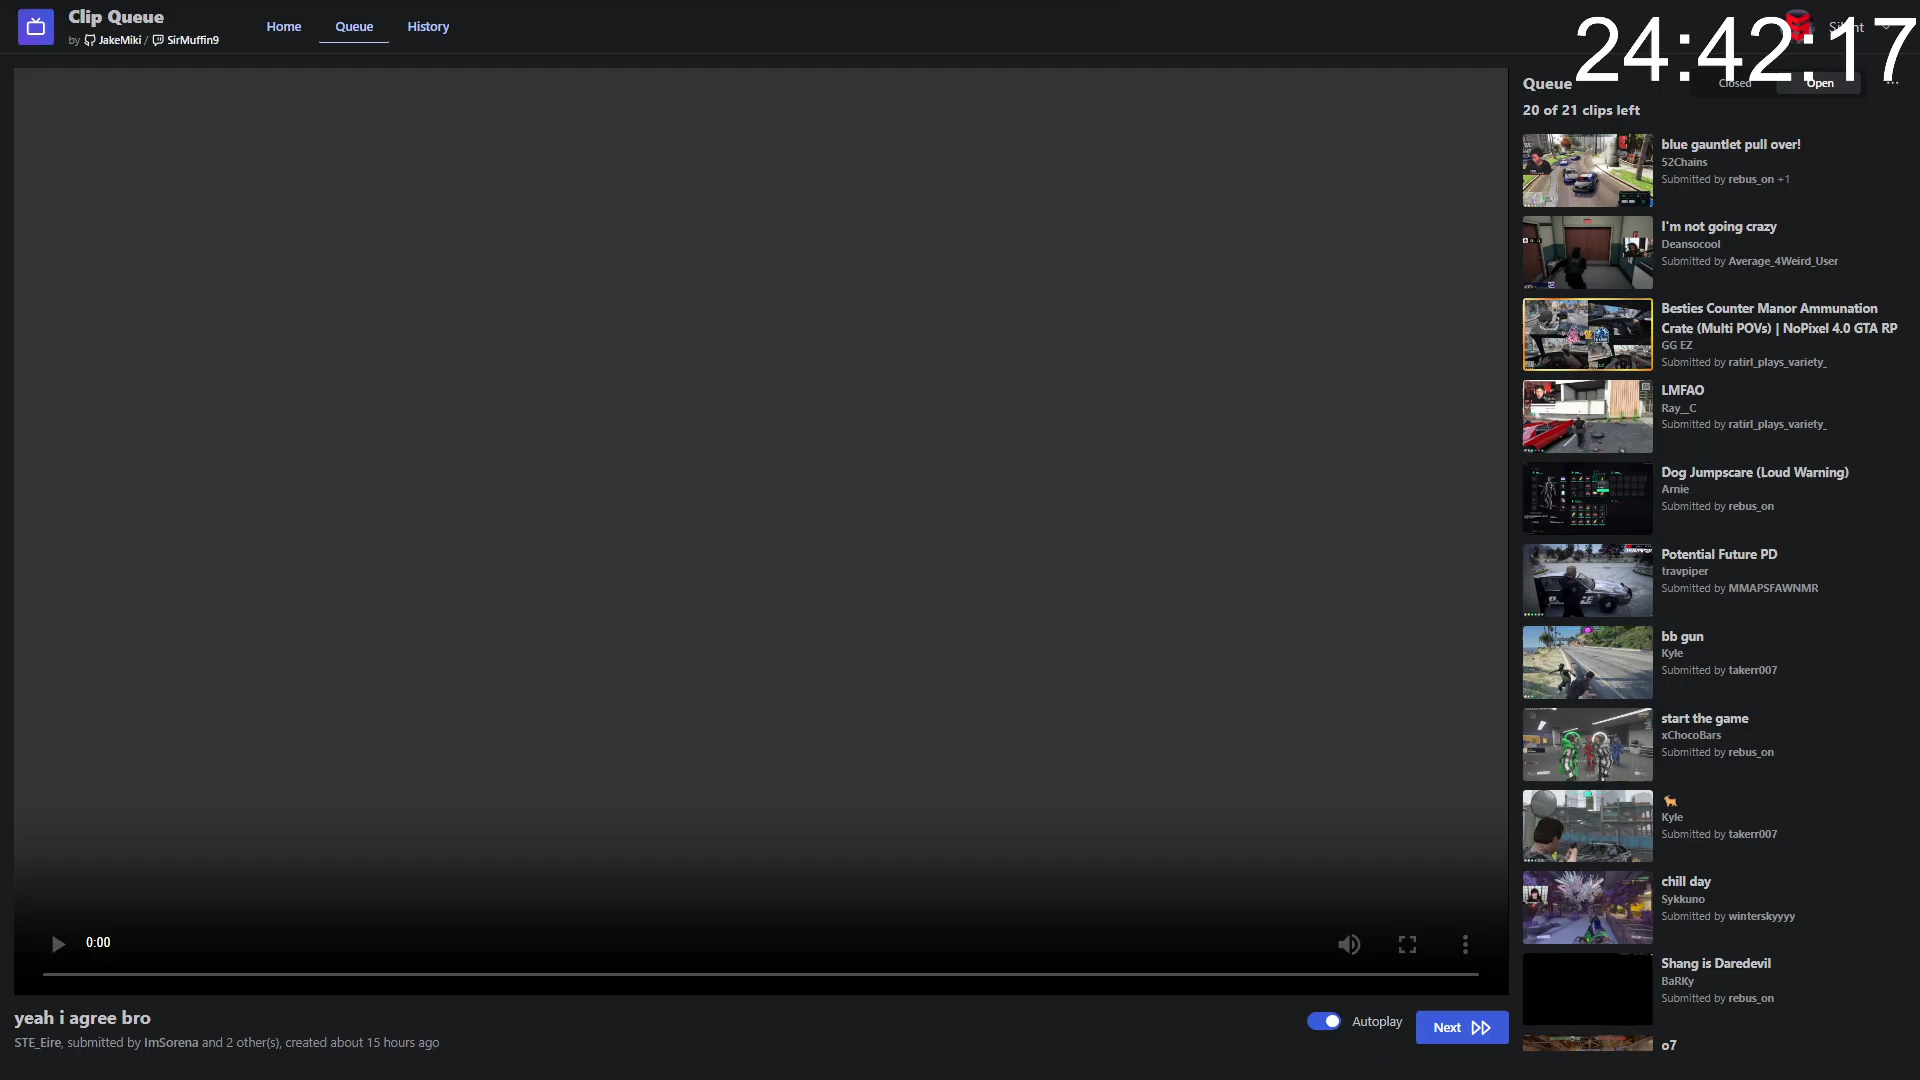 Clip Queue
by JakeMiki / SirMuffin9
Home
Queue
History
24:42:17
Queue
Closed
Open
20 of 21 clips left
blue gauntlet pull over!
52Chains
Submitted by rebus_on +1
I'm not going crazy
Deansocool
Submitted by Average_4Weird_User
Besties Counter Manor Ammunation
Crate (Multi POVs) | NoPixel 4.0 GTA RP
GG EZ
Submitted by ratirl_plays_variety_
LMFAO
Ray__C
Submitted by ratirl_plays_variety_
Dog Jumpscare (Loud Warning)
Arnie
Submitted by rebus_on
Potential Future PD
travpiper
Submitted by MMAPSFAWNMR
bb gun
Kyle
Submitted by takerr007
start the game
xChocoBars
Submitted by rebus_on
Kyle
Submitted by takerr007
chill day
Sykkuno
Submitted by winterskyyyy
Shang is Daredevil
BaRKy
Submitted by rebus_on
o7
0:00
yeah i agree bro
STE_Eire, submitted by ImSorena and 2 other(s), created about 15 hours ago
Autoplay
Next